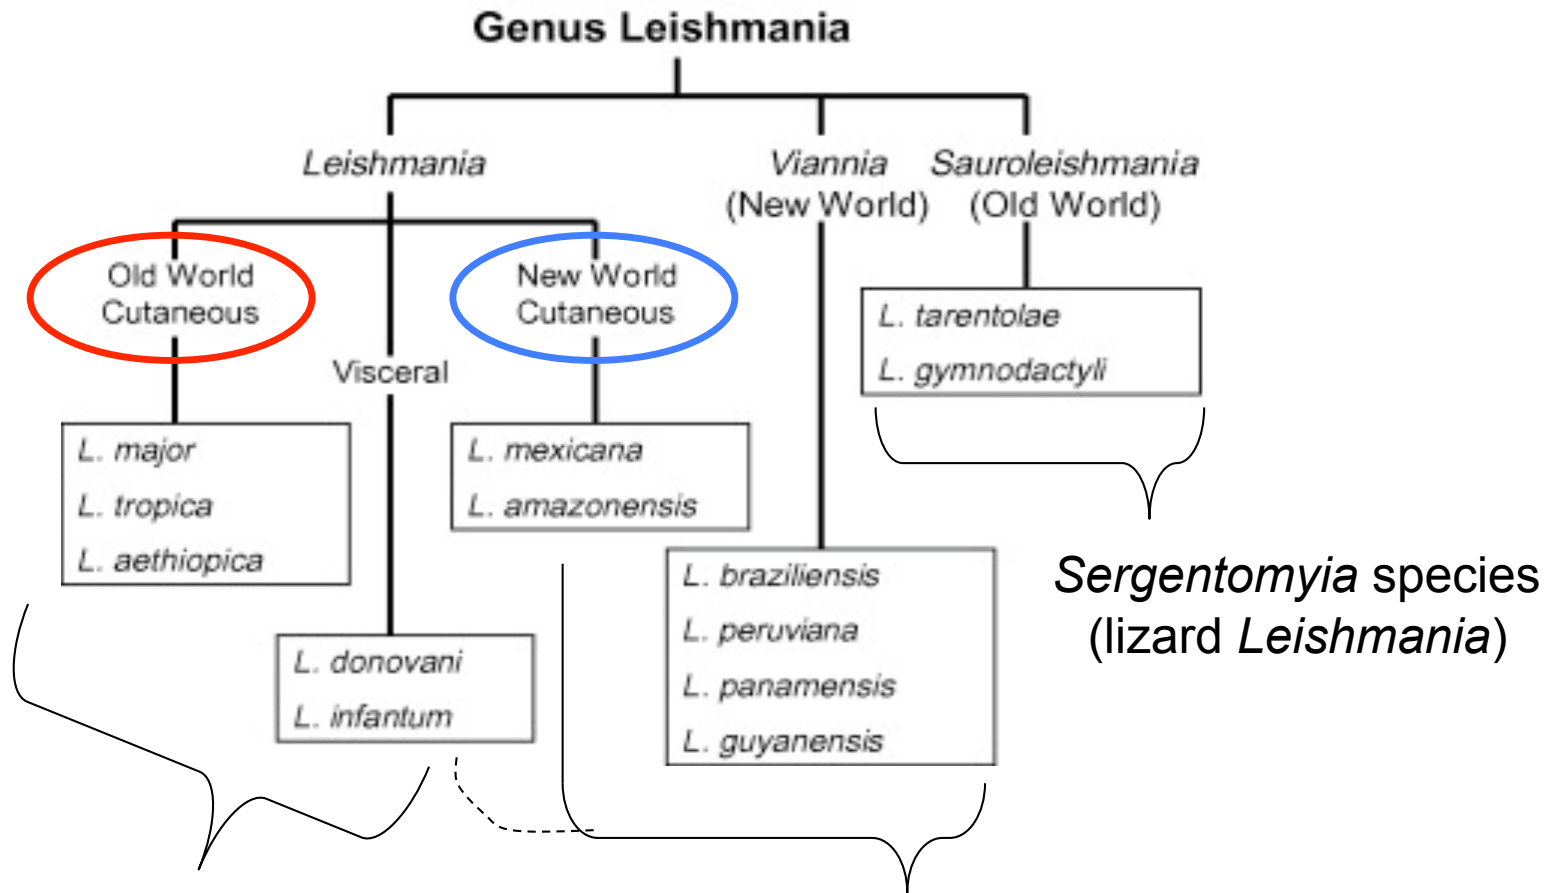 Genus Leishmania
Leishmania
Viannia
(New World)
Sauroleishmania
(Old World)
Old World
Cutaneous
Visceral
New World
Cutaneous
L. major
L. tropica
L. aethiopica
L. donovani
L. infantum
L. mexicana
L. amazonensis
L. braziliensis
L. peruviana
L. panamensis
L. guyanensis
L. tarentolae
L. gymnodactyli
Sergentomyia species
(lizard Leishmania)